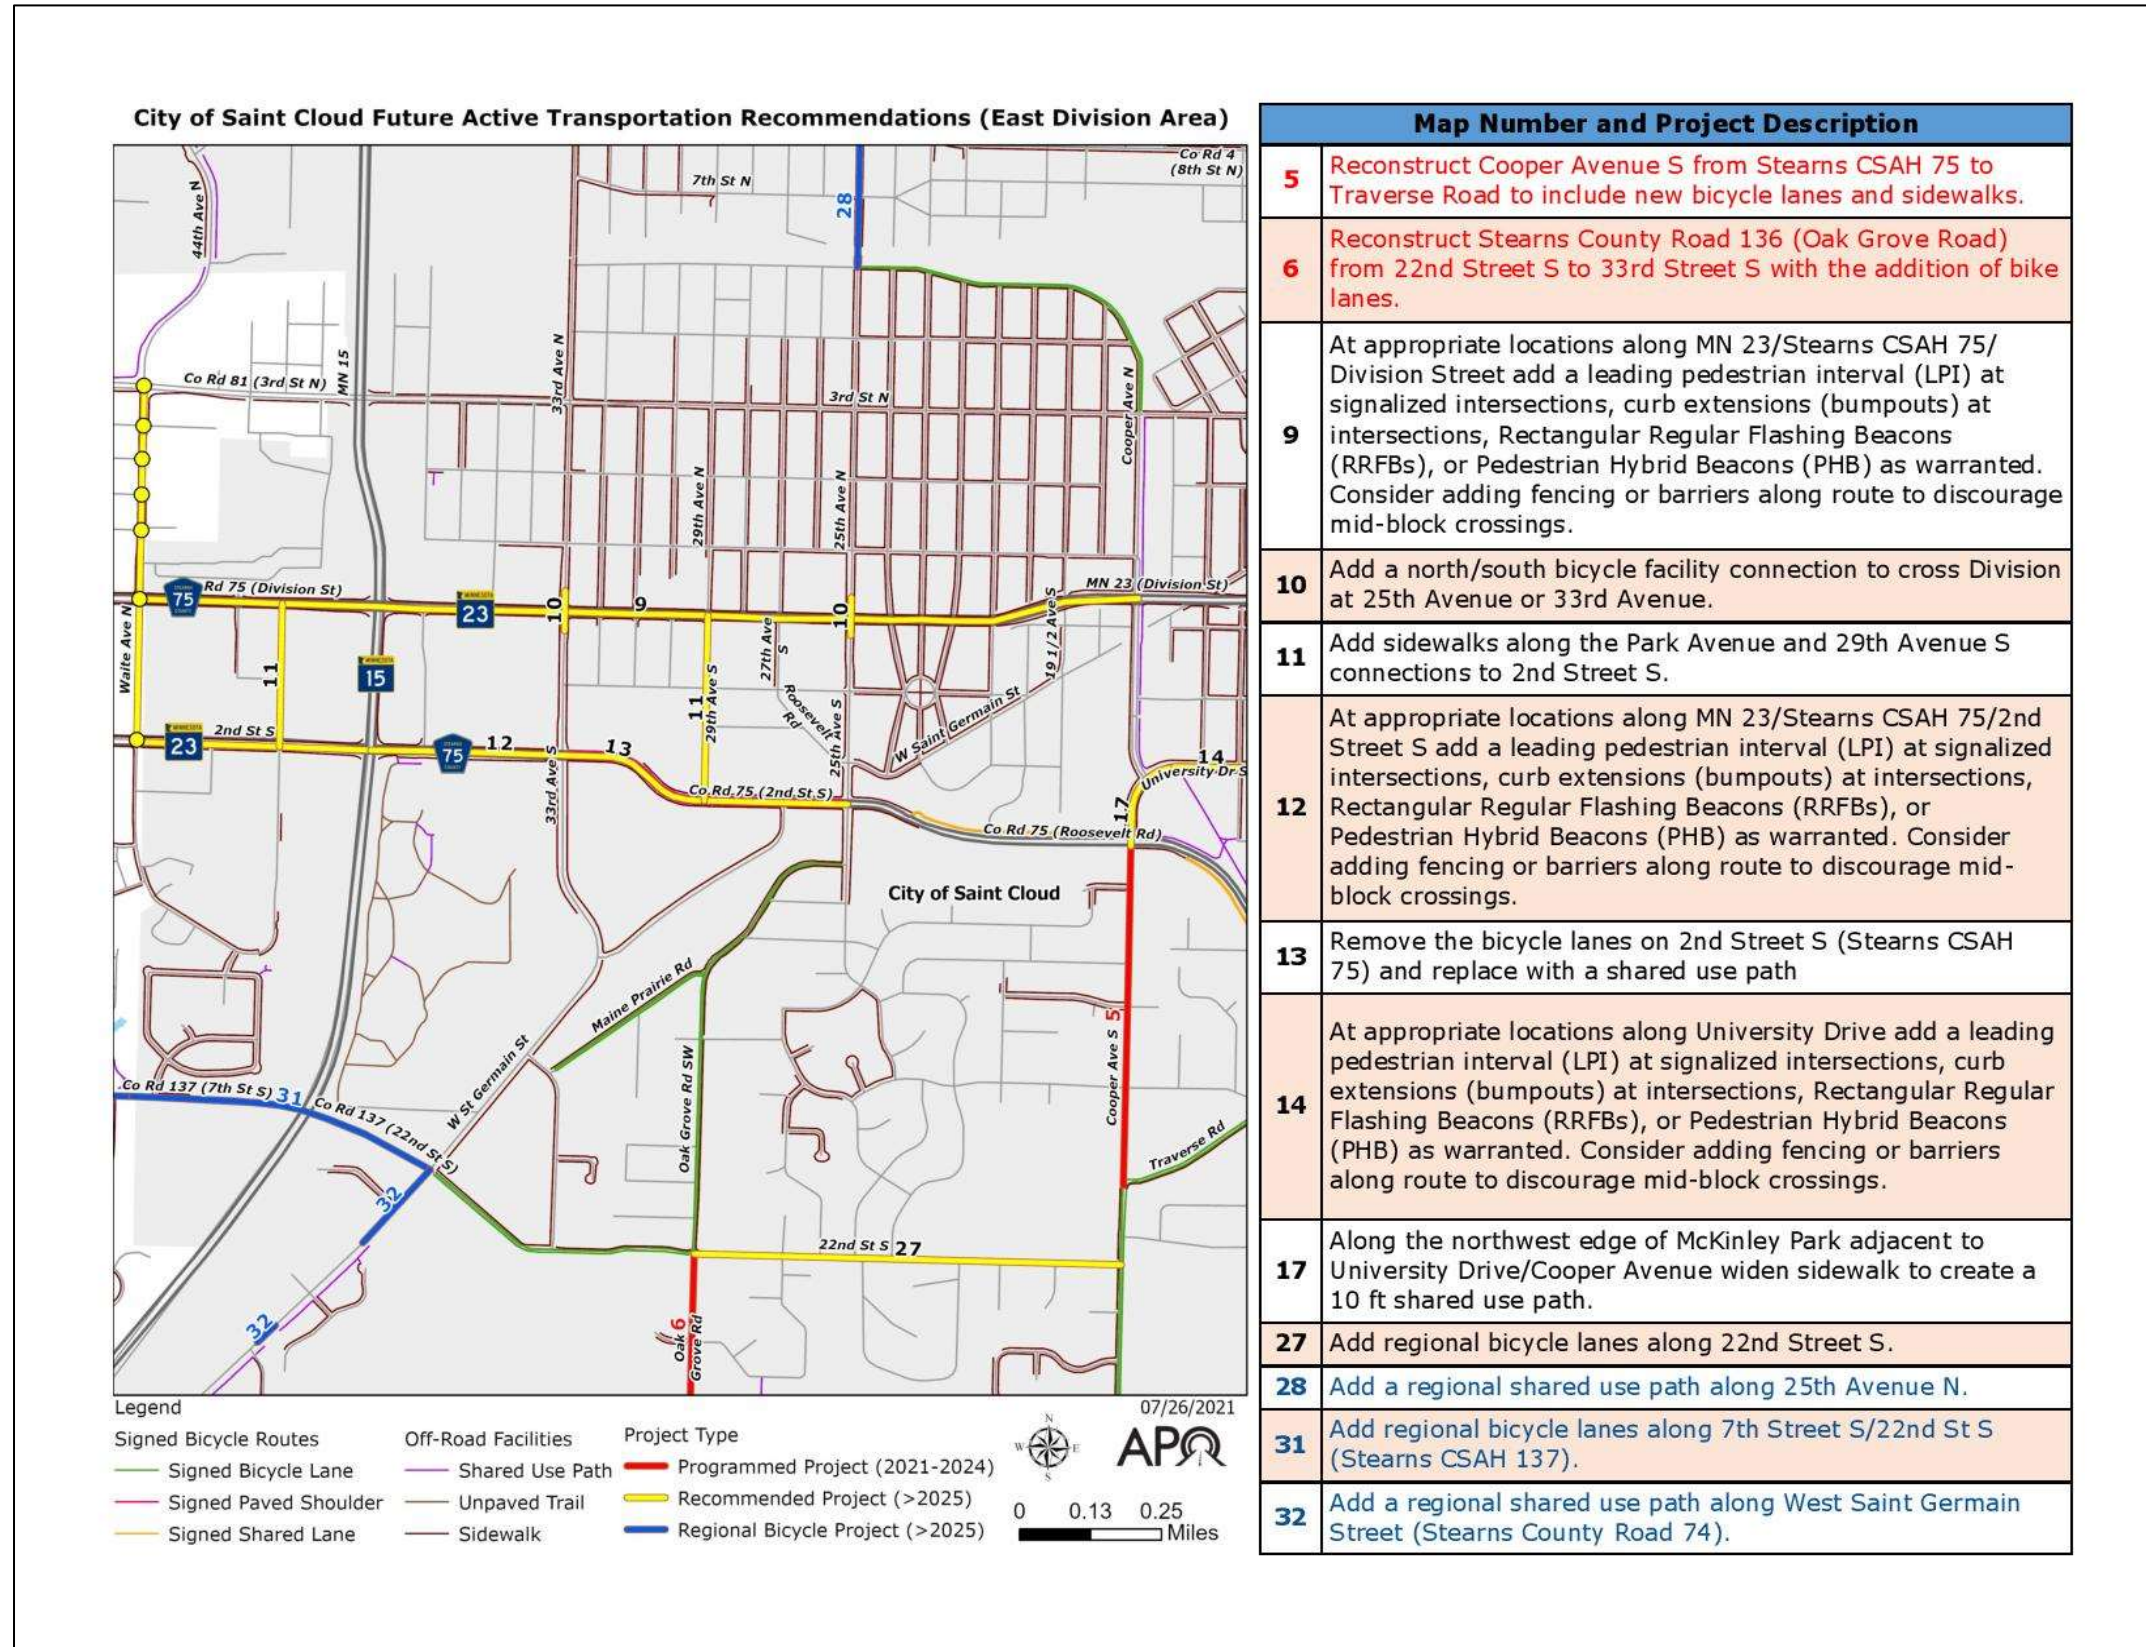 City of Saint Cloud Future Active Transportation Recommendations (East Division Area)
Co Rd 4
(8th St N)
7th St N
28
44th Ave N
MN 15
33rd Ave N
Co Rd 81 (3rd St N)
3rd St N
Cooper Ave N
29th Ave N
25th Ave N
75
Rd 75 (Division St)
MINNESOTA
23
10
9
10
MN 23 (Division St)
Waite Ave N
11
MINNESOTA
15
11
29th Ave S
27th Ave
S
Roosevelt
Rd
25th Ave S
19 1/2 Ave S
W Saint Germain St
MINNESOTA
23
2nd St S
75
12
13
33rd Ave S
Co Rd 75 (2nd St S)
14
University Dr S
17
Co Rd 75 (Roosevelt Rd)
City of Saint Cloud
Maine Prairie Rd
5
Cooper Ave S
Co Rd 137 (7th St S)
31
Co Rd 137 (22nd St S)
W St Germain St
Oak Grove Rd SW
Traverse Rd
32
22nd St S
27
32
6
Oak
Grove Rd
Legend
07/26/2021
Signed Bicycle Routes
Signed Bicycle Lane
Signed Paved Shoulder
Signed Shared Lane
Off-Road Facilities
Shared Use Path
Unpaved Trail
Sidewalk
Project Type
Programmed Project (2021-2024)
Recommended Project (>2025)
Regional Bicycle Project (>2025)
N
W E
S
APO
0 0.13 0.25
Miles
Map Number and Project Description
5
Reconstruct Cooper Avenue S from Stearns CSAH 75 to
Traverse Road to include new bicycle lanes and sidewalks.
6
Reconstruct Stearns County Road 136 (Oak Grove Road)
from 22nd Street S to 33rd Street S with the addition of bike
lanes.
9
At appropriate locations along MN 23/Stearns CSAH 75/
Division Street add a leading pedestrian interval (LPI) at
signalized intersections, curb extensions (bumpouts) at
intersections, Rectangular Regular Flashing Beacons
(RRFBs), or Pedestrian Hybrid Beacons (PHB) as warranted.
Consider adding fencing or barriers along route to discourage
mid-block crossings.
10
Add a north/south bicycle facility connection to cross Division
at 25th Avenue or 33rd Avenue.
11
Add sidewalks along the Park Avenue and 29th Avenue S
connections to 2nd Street S.
12
At appropriate locations along MN 23/Stearns CSAH 75/2nd
Street S add a leading pedestrian interval (LPI) at signalized
intersections, curb extensions (bumpouts) at intersections,
Rectangular Regular Flashing Beacons (RRFBs), or
Pedestrian Hybrid Beacons (PHB) as warranted. Consider
adding fencing or barriers along route to discourage mid-
block crossings.
13
Remove the bicycle lanes on 2nd Street S (Stearns CSAH
75) and replace with a shared use path
14
At appropriate locations along University Drive add a leading
pedestrian interval (LPI) at signalized intersections, curb
extensions (bumpouts) at intersections, Rectangular Regular
Flashing Beacons (RRFBs), or Pedestrian Hybrid Beacons
(PHB) as warranted. Consider adding fencing or barriers
along route to discourage mid-block crossings.
17
Along the northwest edge of McKinley Park adjacent to
University Drive/Cooper Avenue widen sidewalk to create a
10 ft shared use path.
27
Add regional bicycle lanes along 22nd Street S.
28
Add a regional shared use path along 25th Avenue N.
31
Add regional bicycle lanes along 7th Street S/22nd St S
(Stearns CSAH 137).
32
Add a regional shared use path along West Saint Germain
Street (Stearns County Road 74).